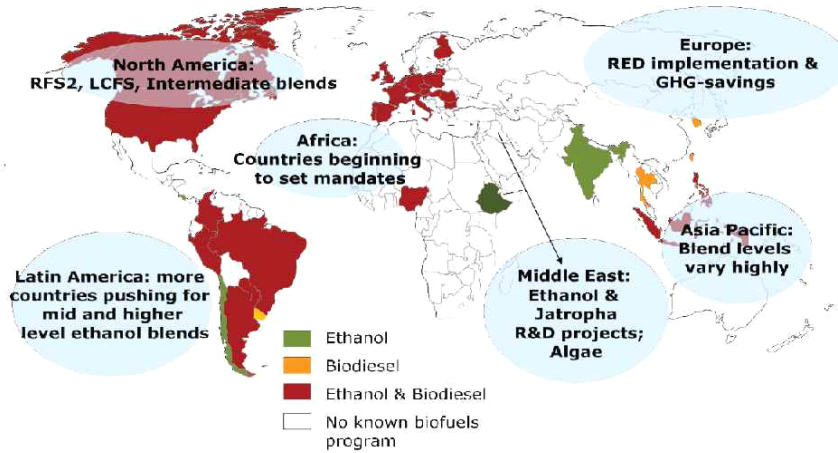 North America:
RFS2, LCFS, Intermediate blends
Europe:
RED implementation &
GHG-savings
Africa:
Countries beginning
to set mandates
Asia Pacific:
Blend levels
vary highly
Latin America: more
countries pushing for
mid and higher
level ethanol blends
Middle East:
Ethanol &
Jatropha
R&D projects;
Algae
Ethanol
Biodiesel
Ethanol & Biodiesel
No known biofuels
program